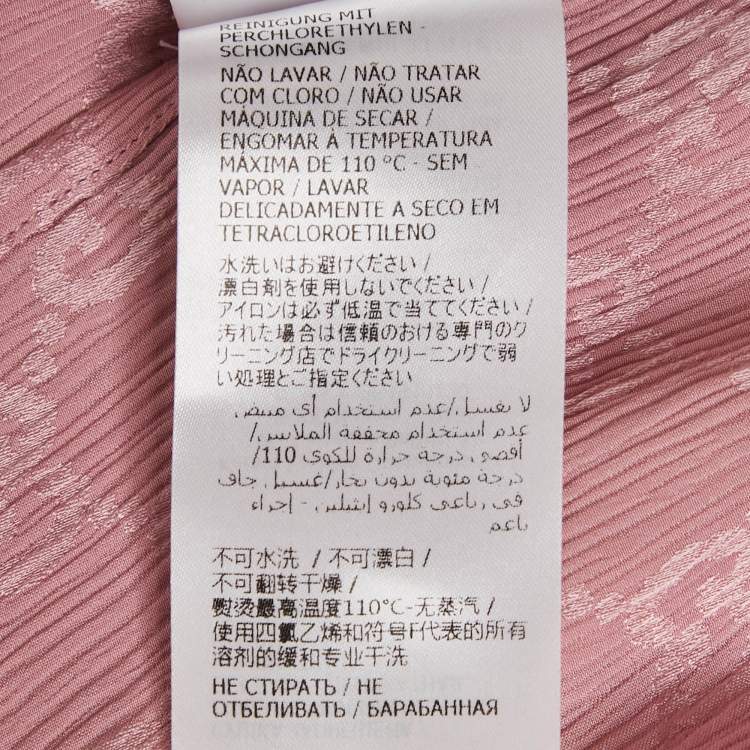 REINIGUNG MIT
PERCHLORETHYLEN -
SCHONGANG
NÃO LAVAR / NÃO TRATAR
COM CLORO / NÃO USAR
MÁQUINA DE SECAR /
ENGOMAR Á TEMPERATURA
MÁXIMA DE 110 °C - SEM
VAPOR / LAVAR
DELICADAMENTE A SECO EM
TETRACLOROETILENO
水洗いはお避けください /
漂白剤を使用しないでください /
アイロンは必ず低温で当ててください /
汚れた場合は信頼のおける専門のク
リーニング店でドライクリーニングで弱
い処理とご指定ください
لا يغسل/عدم استخدام أي مبيض
عدم استخدام مجففة الملابس/
أقصى درجة حرارة للكوي 110/
درجة مئوية بدون بخار/غسيل جاف
في رباعي كلورو إيثيلين - إجراء
ناعم
不可水洗 / 不可漂白 /
不可翻转干燥 /
熨烫最高温度110°C-无蒸汽 /
使用四氯乙烯和符号F代表的所有
溶剂的缓和专业干洗
НЕ СТИРАТЬ / НЕ
ОТБЕЛИВАТЬ / БАРАБАННАЯ